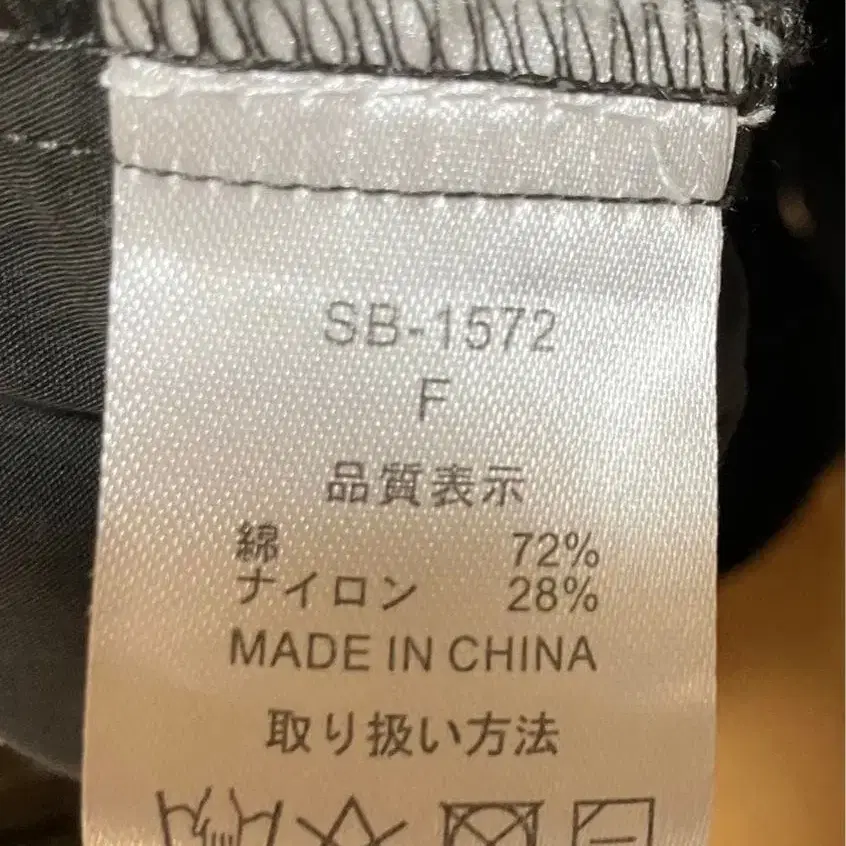 SB-1572
F
品質表示
綿 72%
ナイロン 28%
MADE IN CHINA
取り扱い方法